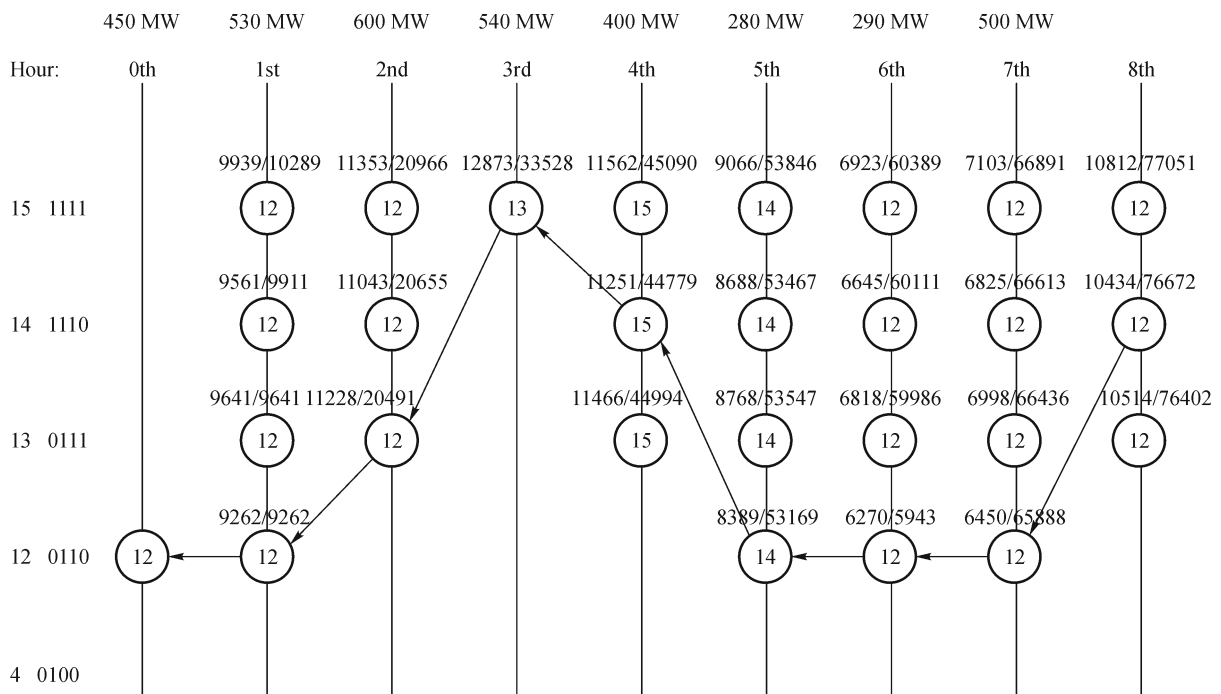 450 MW 530 MW 600 MW 540 MW 400 MW 280 MW 290 MW 500 MW
Hour: 0th 1st 2nd 3rd 4th 5th 6th 7th 8th
9939/10289 11353/20966 12873/33528 11562/45090 9066/53846 6923/60389 7103/66891 10812/77051
15 1111 12 12 13 15 14 12 12 12
9561/9911 11043/20655 11251/44779 8688/53467 6645/60111 6825/66613 10434/76672
14 1110 12 12 15 14 12 12 12
9641/9641 11228/20491 11466/44994 8768/53547 6818/59986 6998/66436 10514/76402
13 0111 12 12 15 14 12 12 12
9262/9262 8389/53169 6270/5943 6450/65888
12 0110 12 12 14 12 12
4 0100